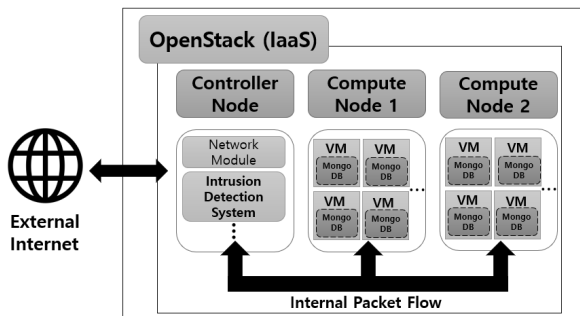 OpenStack (IaaS)
Controller
Node
Compute
Node 1
Compute
Node 2
Network
Module
Intrusion
Detection
System
VM
Mongo
DB
VM
Mongo
DB
VM
Mongo
DB
VM
Mongo
DB
...
VM
Mongo
DB
VM
Mongo
DB
VM
Mongo
DB
VM
Mongo
DB
...
External
Internet
Internal Packet Flow